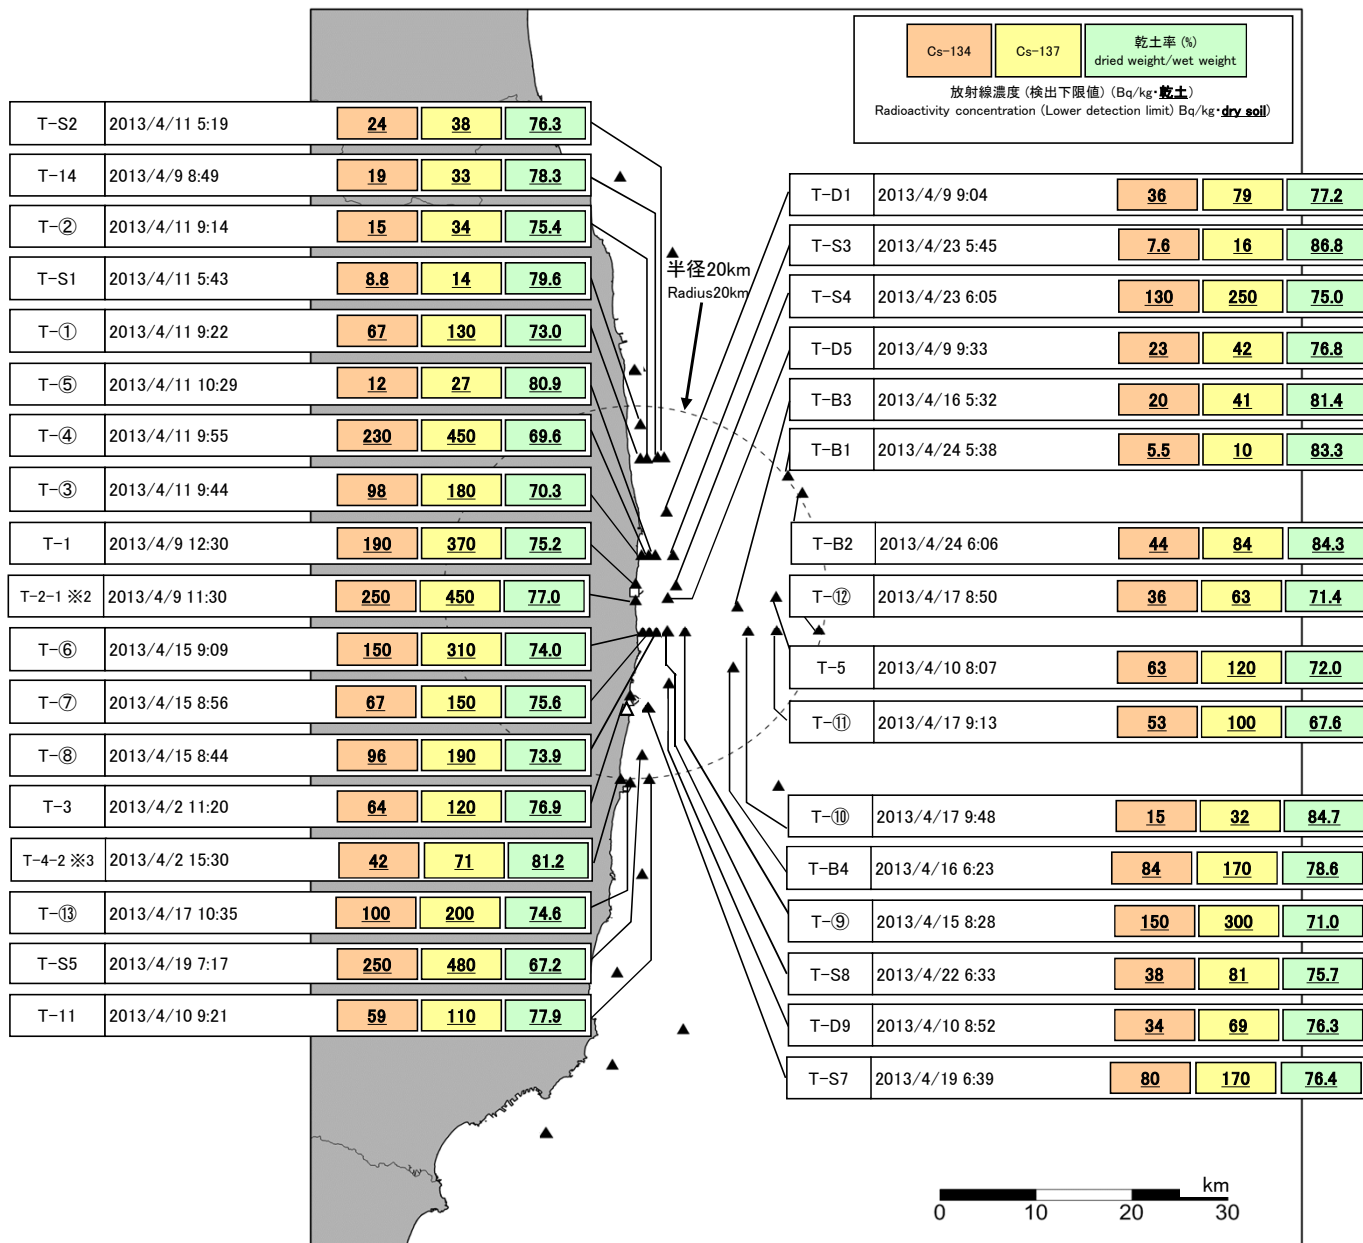 Cs-134 Cs-137 乾土率 (%)
dried weight/wet weight
放射線濃度 (検出下限値) (Bq/kg・乾土)
Radioactivity concentration (Lower detection limit) Bq/kg・dry soil)
T-S2 2013/4/11 5:19 24 38 76.3
T-14 2013/4/9 8:49 19 33 78.3
T-② 2013/4/11 9:14 15 34 75.4
T-S1 2013/4/11 5:43 8.8 14 79.6
T-① 2013/4/11 9:22 67 130 73.0
T-⑤ 2013/4/11 10:29 12 27 80.9
T-④ 2013/4/11 9:55 230 450 69.6
T-③ 2013/4/11 9:44 98 180 70.3
T-1 2013/4/9 12:30 190 370 75.2
T-2-1 ※2 2013/4/9 11:30 250 450 77.0
T-⑥ 2013/4/15 9:09 150 310 74.0
T-⑦ 2013/4/15 8:56 67 150 75.6
T-⑧ 2013/4/15 8:44 96 190 73.9
T-3 2013/4/2 11:20 64 120 76.9
T-4-2 ※3 2013/4/2 15:30 42 71 81.2
T-⑬ 2013/4/17 10:35 100 200 74.6
T-S5 2013/4/19 7:17 250 480 67.2
T-11 2013/4/10 9:21 59 110 77.9
半径20km
Radius20km
T-D1 2013/4/9 9:04 36 79 77.2
T-S3 2013/4/23 5:45 7.6 16 86.8
T-S4 2013/4/23 6:05 130 250 75.0
T-D5 2013/4/9 9:33 23 42 76.8
T-B3 2013/4/16 5:32 20 41 81.4
T-B1 2013/4/24 5:38 5.5 10 83.3
T-B2 2013/4/24 6:06 44 84 84.3
T-⑫ 2013/4/17 8:50 36 63 71.4
T-5 2013/4/10 8:07 63 120 72.0
T-⑪ 2013/4/17 9:13 53 100 67.6
T-⑩ 2013/4/17 9:48 15 32 84.7
T-B4 2013/4/16 6:23 84 170 78.6
T-⑨ 2013/4/15 8:28 150 300 71.0
T-S8 2013/4/22 6:33 38 81 75.7
T-D9 2013/4/10 8:52 34 69 76.3
T-S7 2013/4/19 6:39 80 170 76.4
km
0 10 20 30